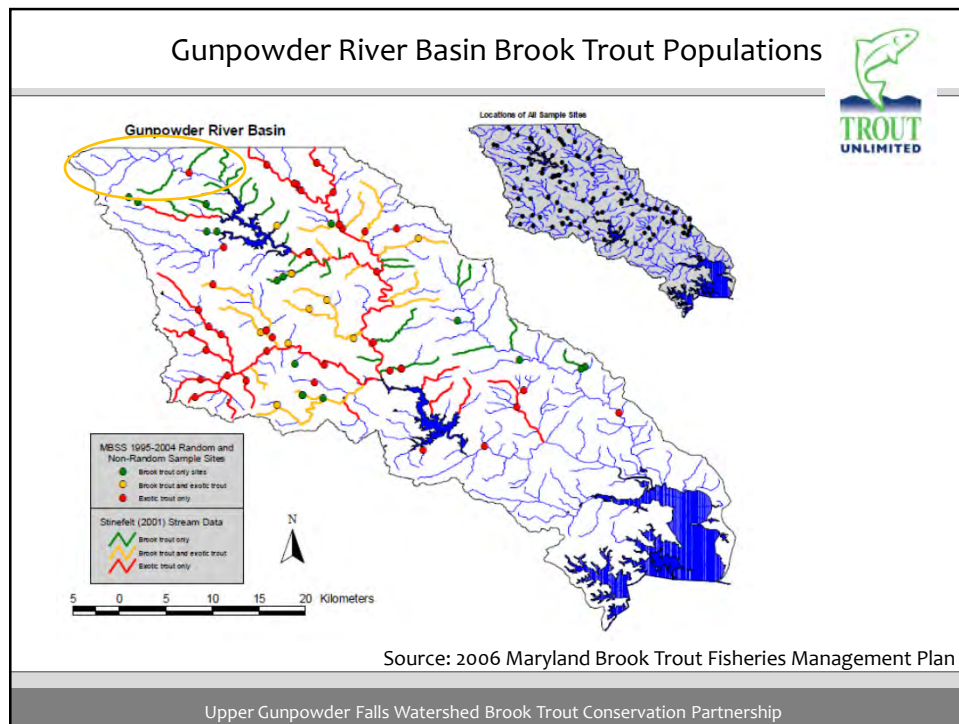 Gunpowder River Basin Brook Trout Populations
TROUT
UNLIMITED
Locations of All Sample Sites
Gunpowder River Basin
MBSS 1995-2004 Random and
Non-Random Sample Sites
Brook trout only sites
Brook trout and exotic trout
Exotic trout only
Stinefelt (2001) Stream Data
Brook trout only
Brook trout and exotic trout
Exotic trout only
N
5 0 5 10 15 20 Kilometers
Source: 2006 Maryland Brook Trout Fisheries Management Plan
Upper Gunpowder Falls Watershed Brook Trout Conservation Partnership